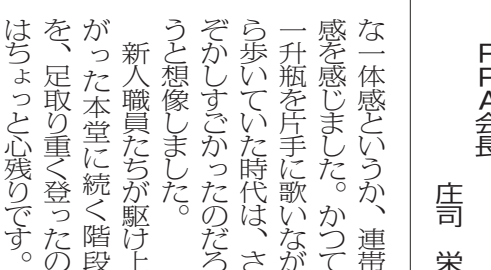 PPA会長
庄司 栄
な一体感というか、連帯
感を感じました。かつて
一升瓶を片手に歌いなが
ら歩いていた時代は、さ
ぞかしすごかったのだろ
うと想像しました。
　新人職員たちが駆け上
がった本堂に続く階段
を、足取り重く登ったの
はちょっと心残りです。